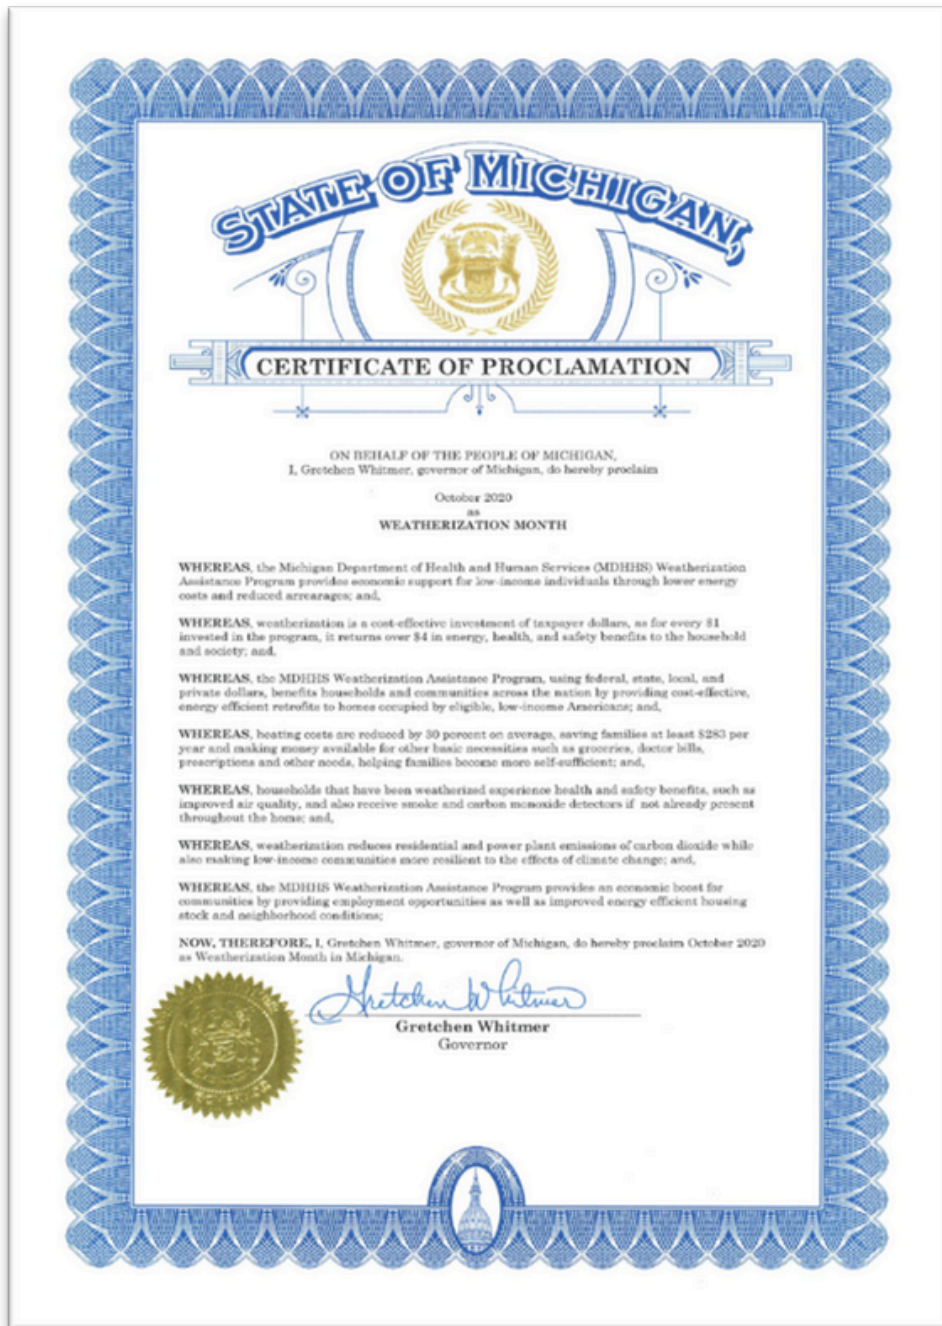 STATE OF MICHIGAN,
CERTIFICATE OF PROCLAMATION
ON BEHALF OF THE PEOPLE OF MICHIGAN,
I, Gretchen Whitmer, governor of Michigan, do hereby proclaim
October 2020
as
WEATHERIZATION MONTH
WHEREAS, the Michigan Department of Health and Human Services (MDHHS) Weatherization
Assistance Program provides economic support for low-income individuals through lower energy
costs and reduced arrearages; and,
WHEREAS, weatherization is a cost-effective investment of taxpayer dollars, as for every $1
invested in the program, it returns over $4 in energy, health, and safety benefits to the household
and society; and,
WHEREAS, the MDHHS Weatherization Assistance Program, using federal, state, local, and
private dollars, benefits households and communities across the nation by providing cost-effective,
energy efficient retrofits to homes occupied by eligible, low-income Americans; and,
WHEREAS, heating costs are reduced by 30 percent on average, saving families at least $283 per
year and making money available for other basic necessities such as groceries, doctor bills,
prescriptions and other needs, helping families become more self-sufficient; and,
WHEREAS, households that have been weatherized experience health and safety benefits, such as
improved air quality, and also receive smoke and carbon monoxide detectors if not already present
throughout the home; and,
WHEREAS, weatherization reduces residential and power plant emissions of carbon dioxide while
also making low-income communities more resilient to the effects of climate change; and,
WHEREAS, the MDHHS Weatherization Assistance Program provides an economic boost for
communities by providing employment opportunities as well as improved energy efficient housing
stock and neighborhood conditions;
NOW, THEREFORE, I, Gretchen Whitmer, governor of Michigan, do hereby proclaim October 2020
as Weatherization Month in Michigan.
Gretchen Whitmer
Gretchen Whitmer
Governor